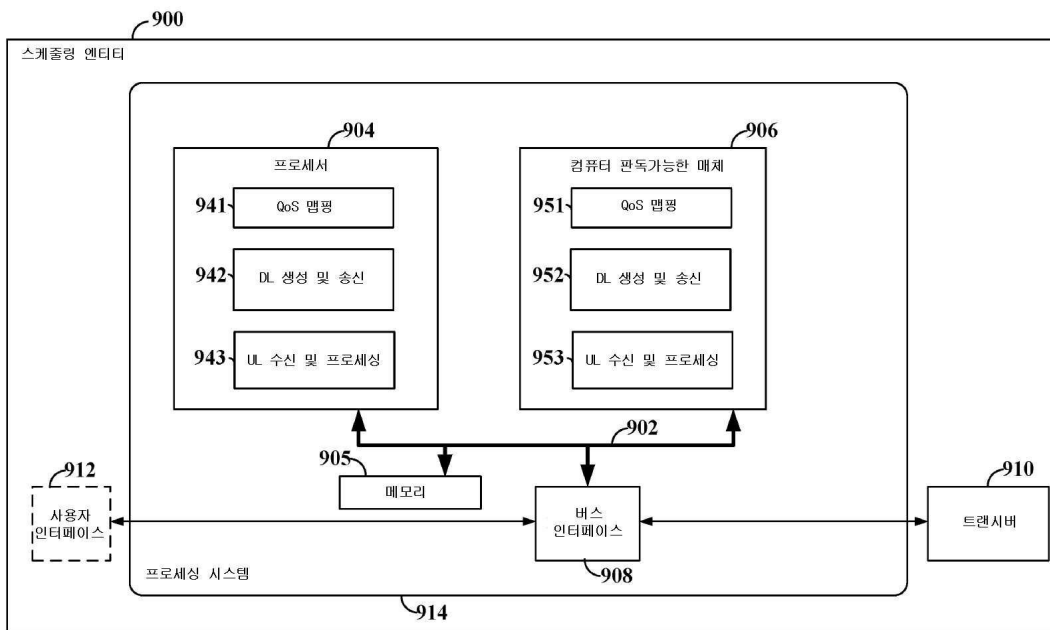 900
스케줄링 엔티티
904
프로세서
941
QoS 맵핑
942
DL 생성 및 송신
943
UL 수신 및 프로세싱
906
컴퓨터 판독가능한 매체
951
QoS 맵핑
952
DL 생성 및 송신
953
UL 수신 및 프로세싱
902
905
메모리
912
사용자
인터페이스
버스
인터페이스
908
910
트랜시버
프로세싱 시스템
914